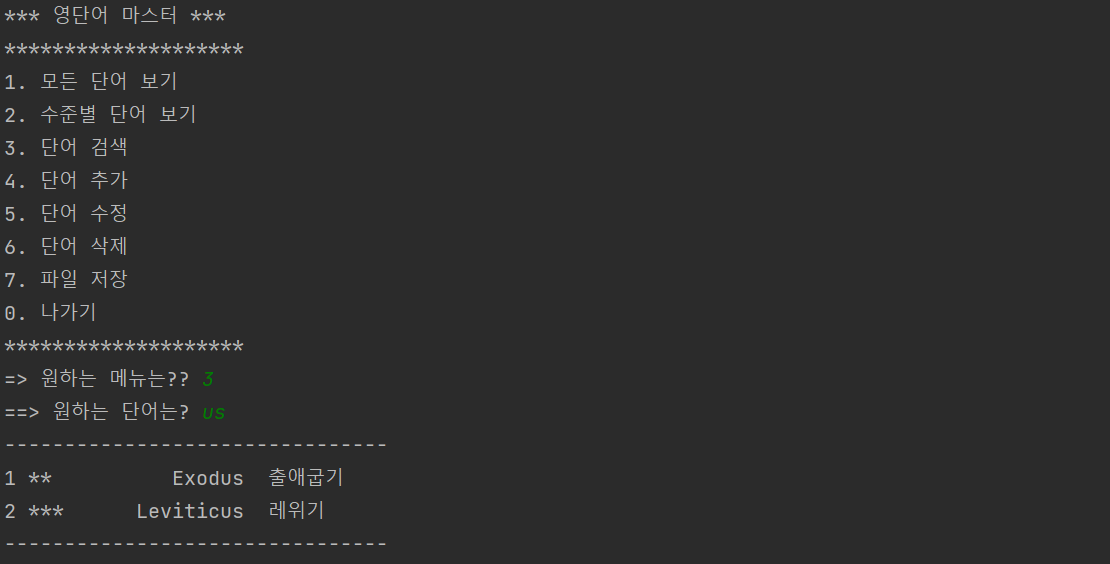 *** 영단어 마스터 ***
********************
1. 모든 단어 보기
2. 수준별 단어 보기
3. 단어 검색
4. 단어 추가
5. 단어 수정
6. 단어 삭제
7. 파일 저장
0. 나가기
********************
=> 원하는 메뉴는?? 3
==> 원하는 단어는? us
--------------------------------
1 ** Exodus 출애굽기
2 *** Leviticus 레위기
--------------------------------